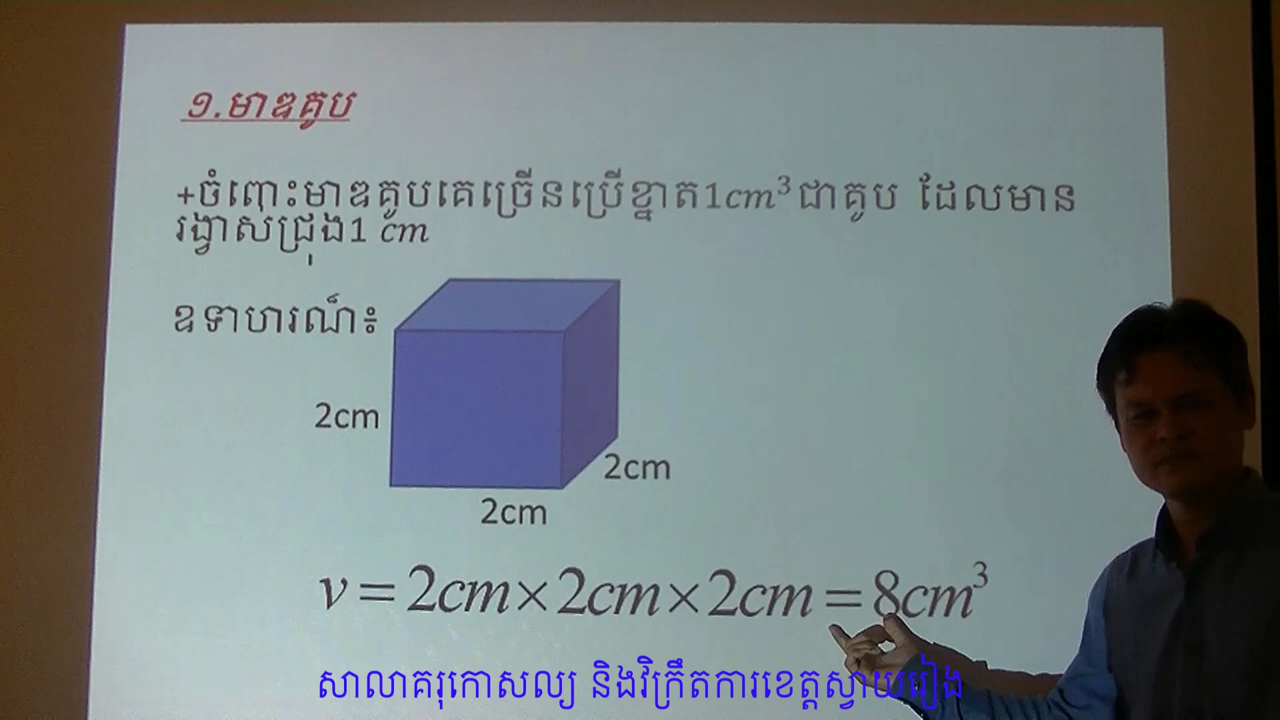 ១.មាឌគូប
+ចំពោះមាឌគូបគេច្រើនប្រើខ្នាត1cm³ជាគូប ដែលមាន
រង្វាស់ជ្រុង1 cm
ឧទាហរណ៍៖
2cm
2cm
2cm
v=2cm×2cm×2cm=8cm³
សាលាគរុកោសល្យ និងវិក្រឹតការខេត្តស្វាយរៀង